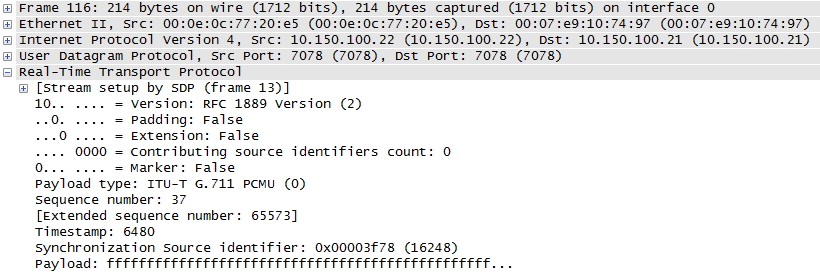 Frame 116: 214 bytes on wire (1712 bits), 214 bytes captured (1712 bits) on interface 0
Ethernet II, Src: 00:0e:0c:77:20:e5 (00:0e:0c:77:20:e5), Dst: 00:07:e9:10:74:97 (00:07:e9:10:74:97)
Internet Protocol Version 4, Src: 10.150.100.22 (10.150.100.22), Dst: 10.150.100.21 (10.150.100.21)
User Datagram Protocol, Src Port: 7078 (7078), Dst Port: 7078 (7078)
Real-Time Transport Protocol
[Stream setup by SDP (frame 13)]
10.. .... = Version: RFC 1889 Version (2)
..0. .... = Padding: False
...0 .... = Extension: False
.... 0000 = Contributing source identifiers count: 0
0... .... = Marker: False
Payload type: ITU-T G.711 PCMU (0)
Sequence number: 37
[Extended sequence number: 65573]
Timestamp: 6480
Synchronization Source identifier: 0x00003f78 (16248)
Payload: ffffffffffffffffffffffffffffffffffffffffffffffff...